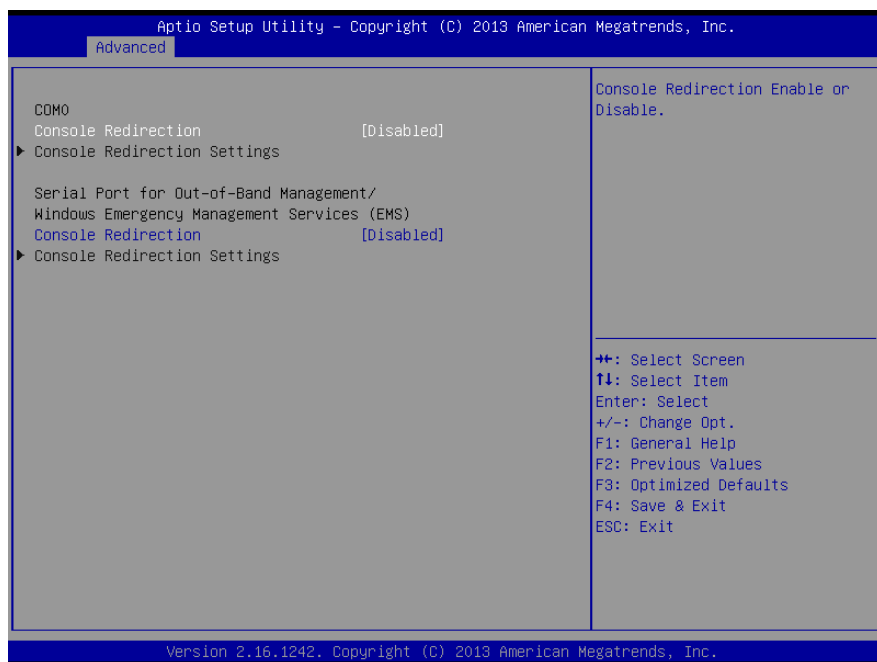 Aptio Setup Utility – Copyright (C) 2013 American Megatrends, Inc.
Advanced
COM0
Console Redirection [Disabled]
▶ Console Redirection Settings
Serial Port for Out-of-Band Management/
Windows Emergency Management Services (EMS)
Console Redirection [Disabled]
▶ Console Redirection Settings
Console Redirection Enable or
Disable.
→←: Select Screen
↑↓: Select Item
Enter: Select
+/-: Change Opt.
F1: General Help
F2: Previous Values
F3: Optimized Defaults
F4: Save & Exit
ESC: Exit
Version 2.16.1242. Copyright (C) 2013 American Megatrends, Inc.